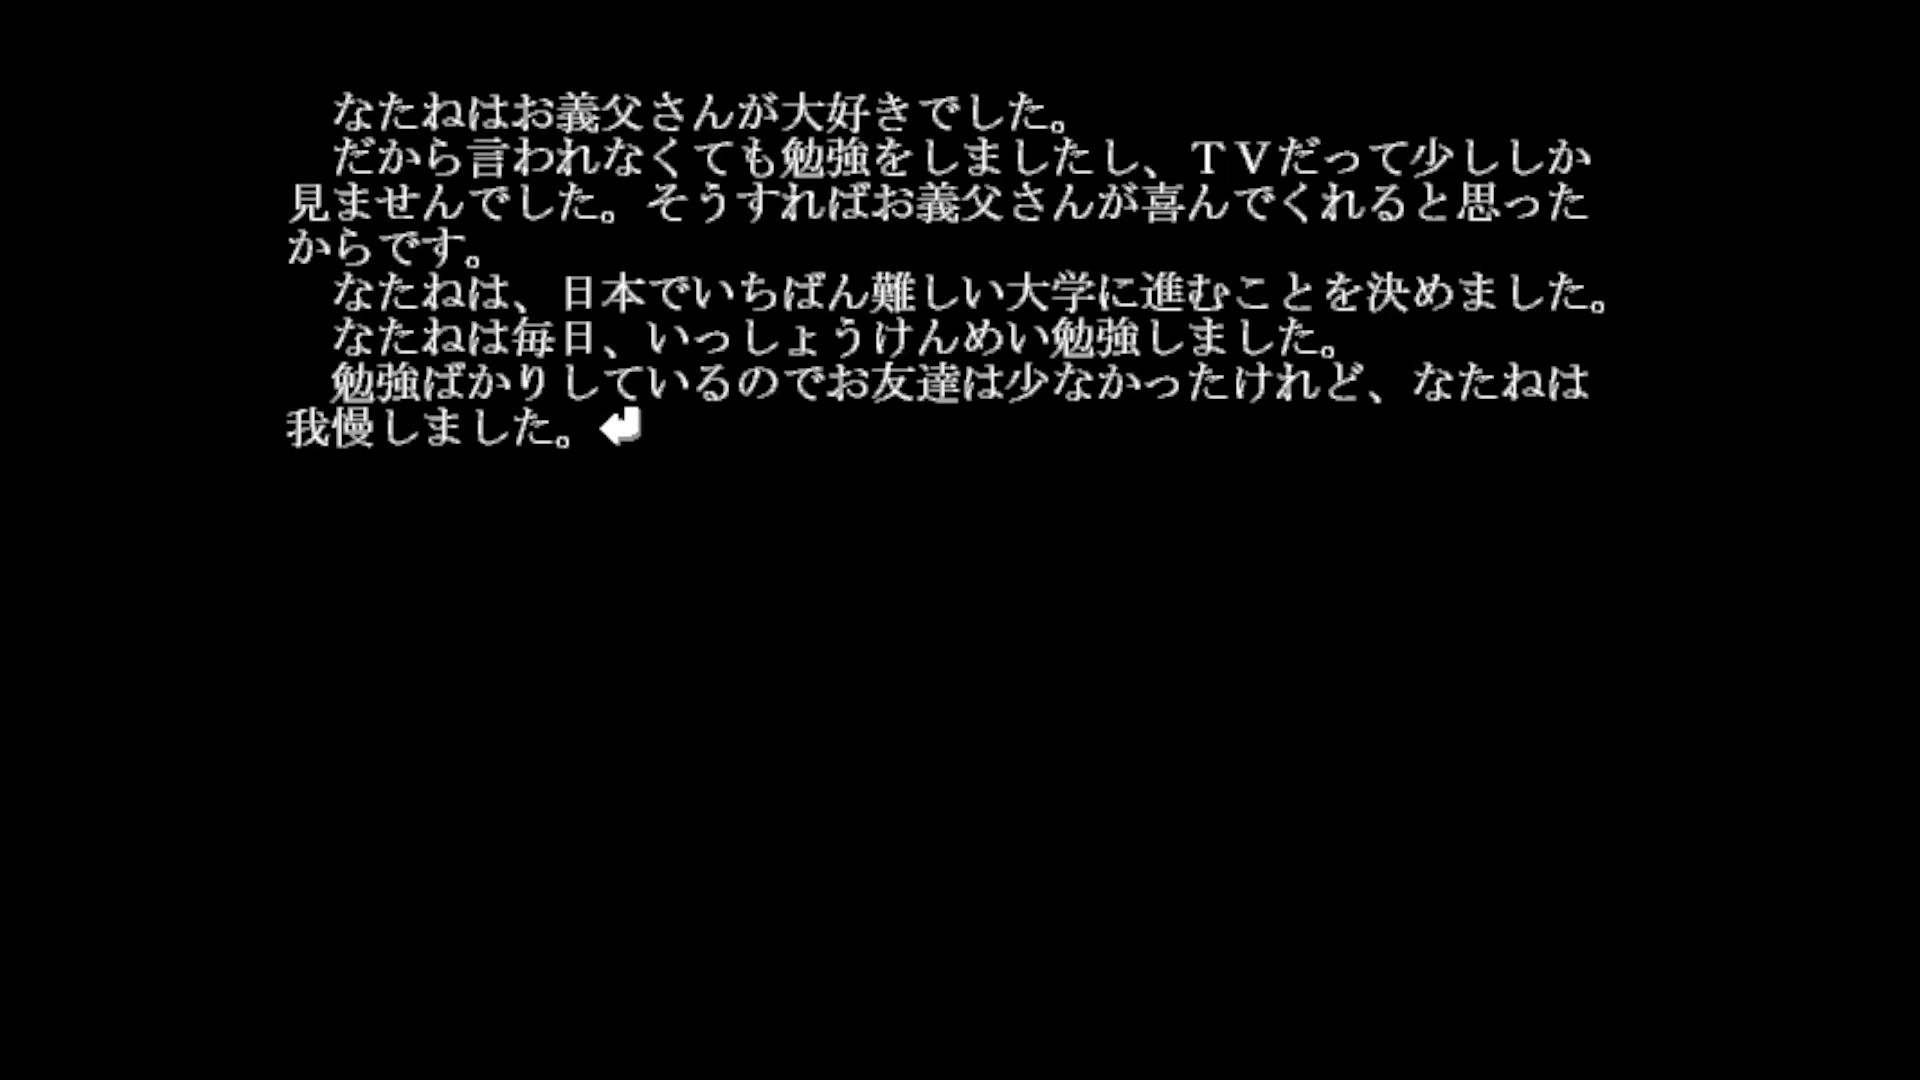 なたねはお義父さんが大好きでした。
だから言われなくても勉強をしましたし、ＴＶだって少ししか
見ませんでした。そうすればお義父さんが喜んでくれると思った
からです。
なたねは、日本でいちばん難しい大学に進むことを決めました。
なたねは毎日、いっしょうけんめい勉強しました。
勉強ばかりしているのでお友達は少なかったけれど、なたねは
我慢しました。